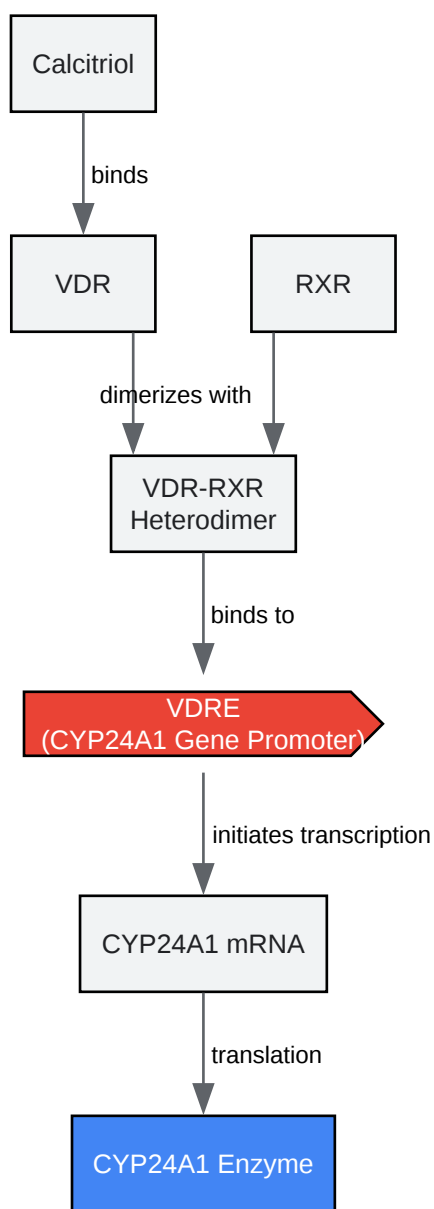 Calcitriol
binds
VDR
RXR
dimerizes with
VDR-RXR
Heterodimer
binds to
VDRE
(CYP24A1 Gene Promoter)
initiates transcription
CYP24A1 mRNA
translation
CYP24A1 Enzyme